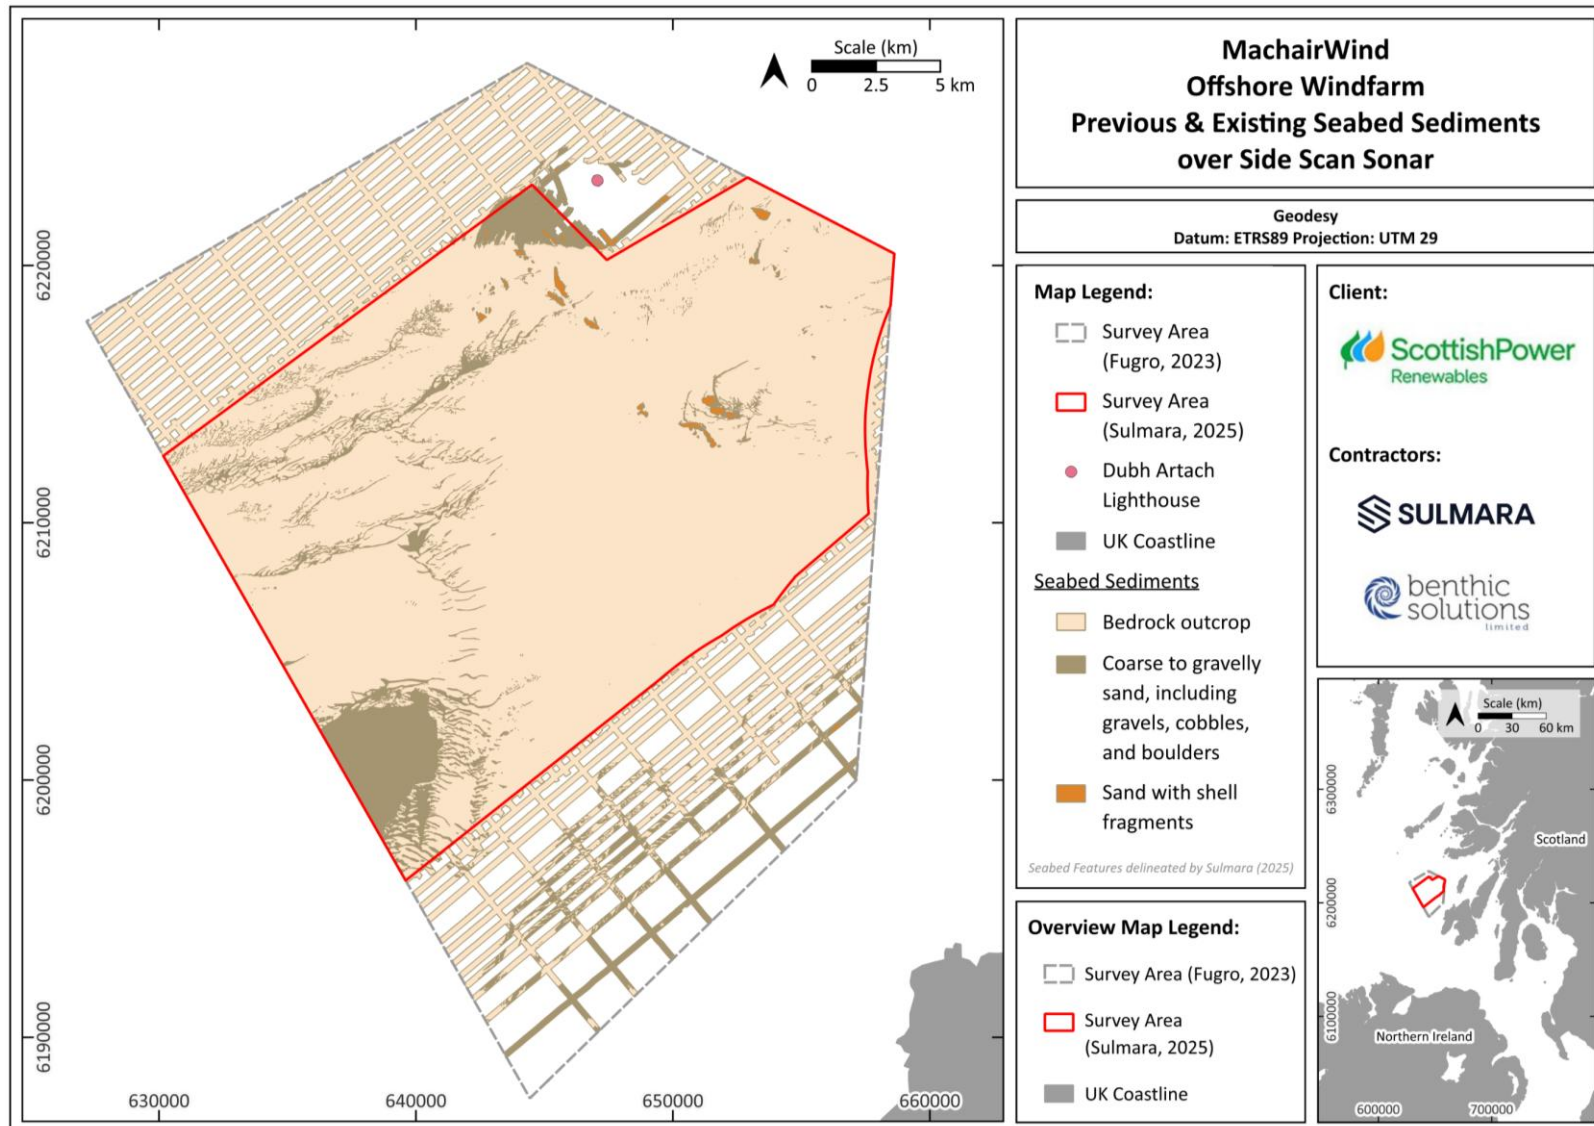 Scale (km)
0 2.5 5 km
6220000
6210000
6200000
6190000
630000 640000 650000 660000
MachairWind
Offshore Windfarm
Previous & Existing Seabed Sediments
over Side Scan Sonar
Geodesy
Datum: ETRS89 Projection: UTM 29
Map Legend:
Survey Area
(Fugro, 2023)
Survey Area
(Sulmara, 2025)
Dubh Artach
Lighthouse
UK Coastline
Seabed Sediments
Bedrock outcrop
Coarse to gravelly
sand, including
gravels, cobbles,
and boulders
Sand with shell
fragments
Seabed Features delineated by Sulmara (2025)
Overview Map Legend:
Survey Area (Fugro, 2023)
Survey Area
(Sulmara, 2025)
UK Coastline
Client:
ScottishPower
Renewables
Contractors:
SULMARA
benthic
solutions
limited
Scale (km)
0 30 60 km
6300000
6200000
6100000
Scotland
Northern Ireland
600000 700000